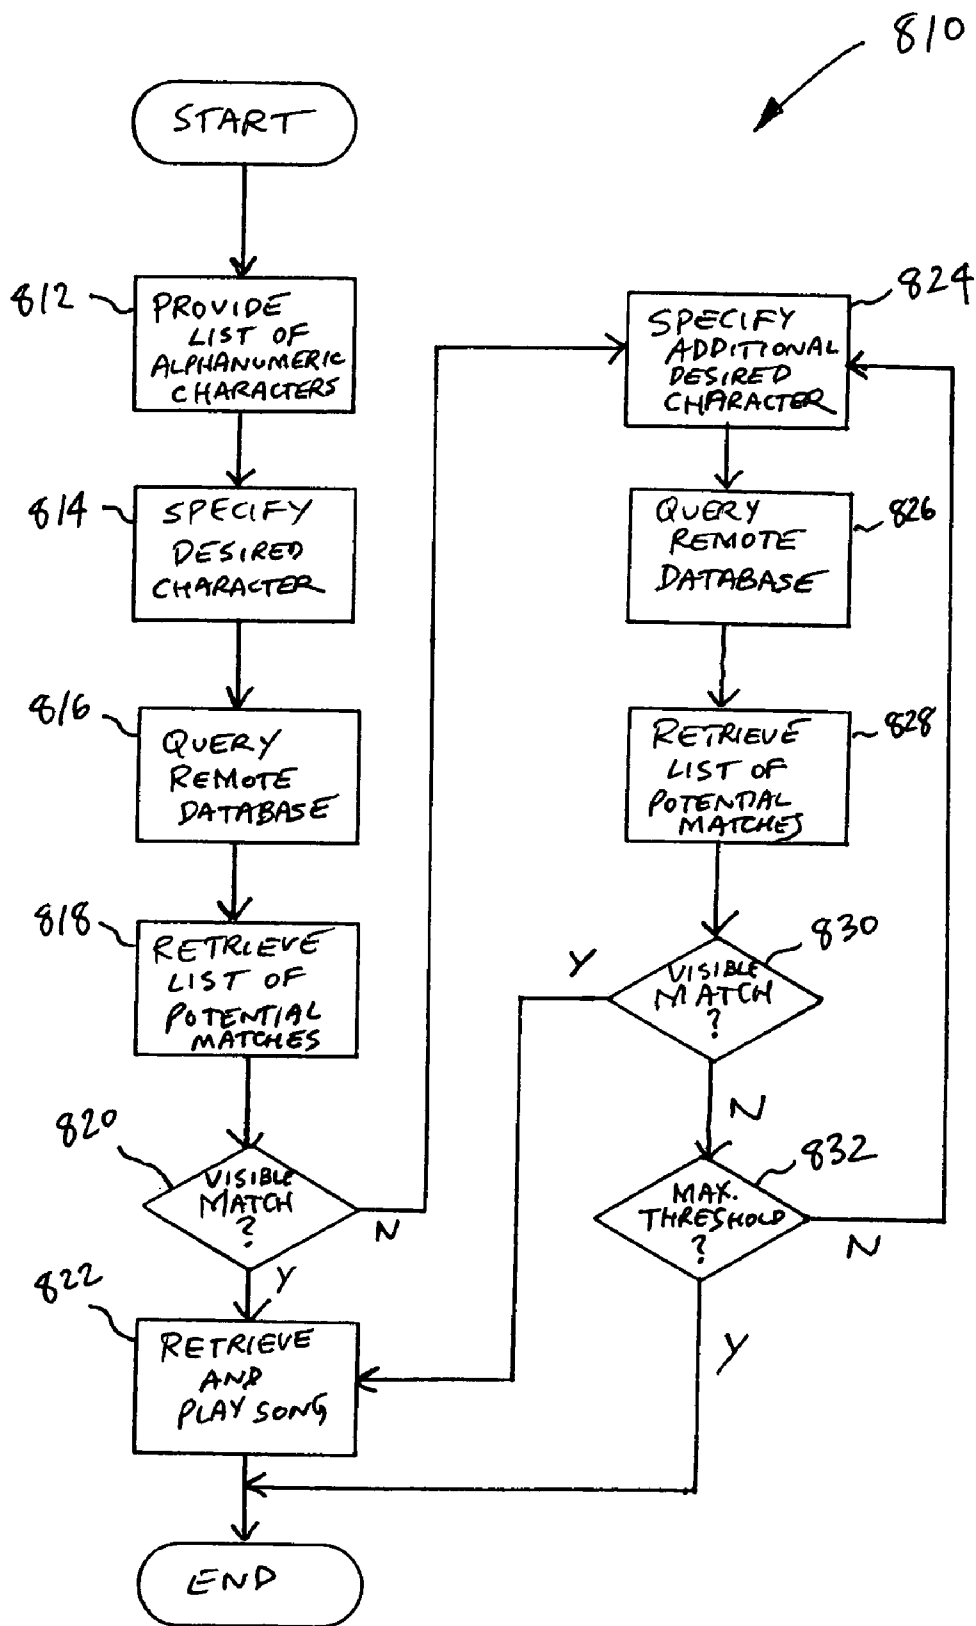 810
START
812
PROVIDE
LIST OF
ALPHANUMERIC
CHARACTERS
814
SPECIFY
DESIRED
CHARACTER
816
QUERY
REMOTE
DATABASE
818
RETRIEVE
LIST OF
POTENTIAL
MATCHES
820
VISIBLE
MATCH
?
N
Y
822
RETRIEVE
AND
PLAY SONG
END
824
SPECIFY
ADDITIONAL
DESIRED
CHARACTER
826
QUERY
REMOTE
DATABASE
828
RETRIEVE
LIST OF
POTENTIAL
MATCHES
830
VISIBLE
MATCH
?
Y
N
832
MAX.
THRESHOLD
?
N
Y